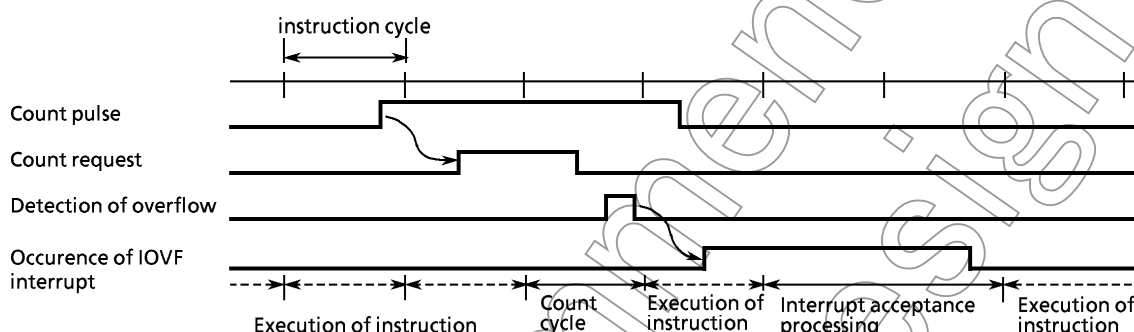 instruction cycle
Count pulse
Count request
Detection of overflow
Occurence of IOVF
interrupt
Count
cycle
Execution of
instruction
Interrupt acceptance
processing
Execution of
instruction
Execution of instruction